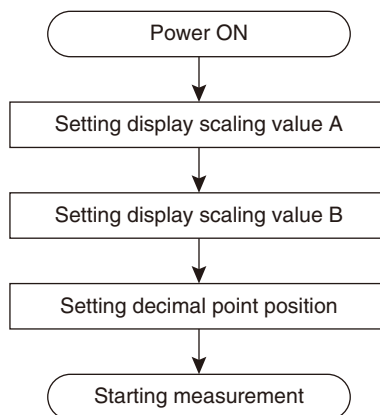 Power ON
Setting display scaling value A
Setting display scaling value B
Setting decimal point position
Starting measurement